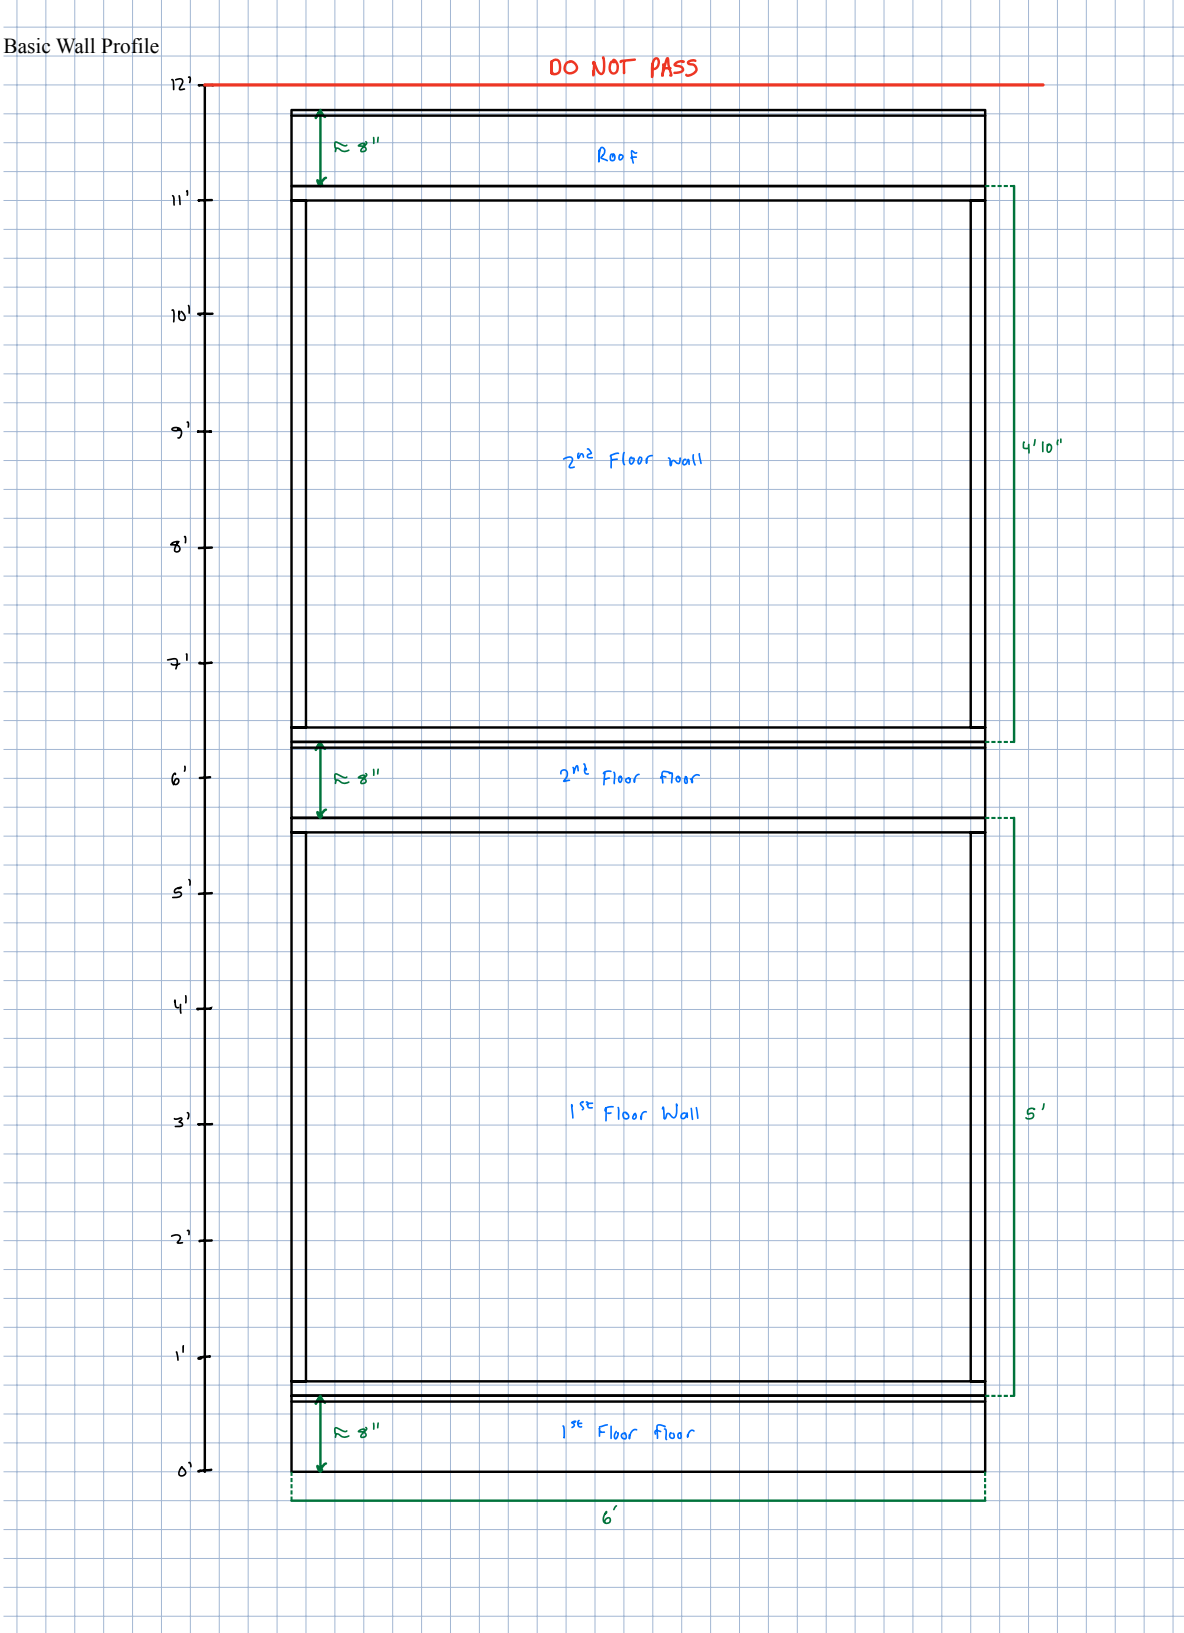 Basic Wall Profile
DO NOT PASS
12'
≈ 8"
Roof
11'
10'
9'
4'10"
2nd Floor wall
8'
7'
6'
≈ 8"
2nd Floor floor
5'
4'
3'
1st Floor Wall
5'
2'
1'
≈ 8"
1st Floor floor
0'
6'